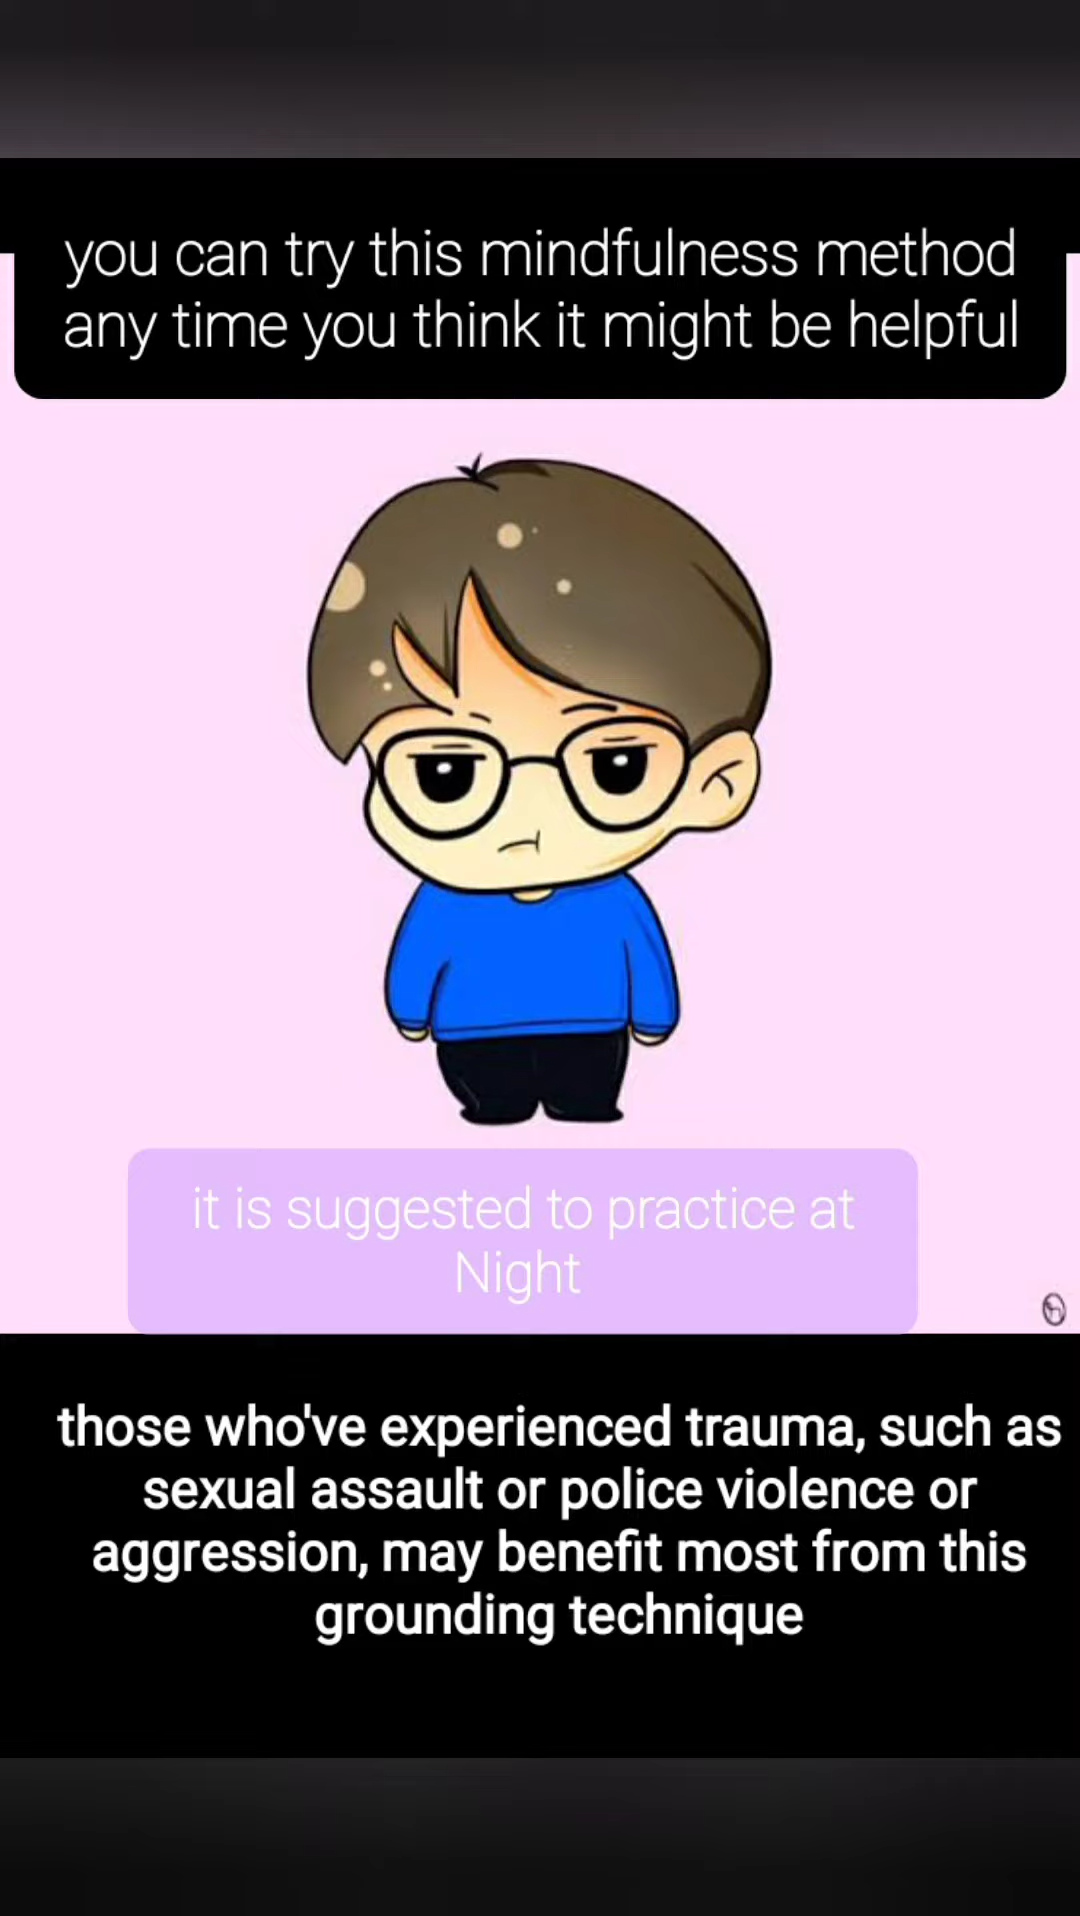 you can try this mindfulness method
any time you think it might be helpful
it is suggested to practice at
Night
those who've experienced trauma, such as
sexual assault or police violence or
aggression, may benefit most from this
grounding technique